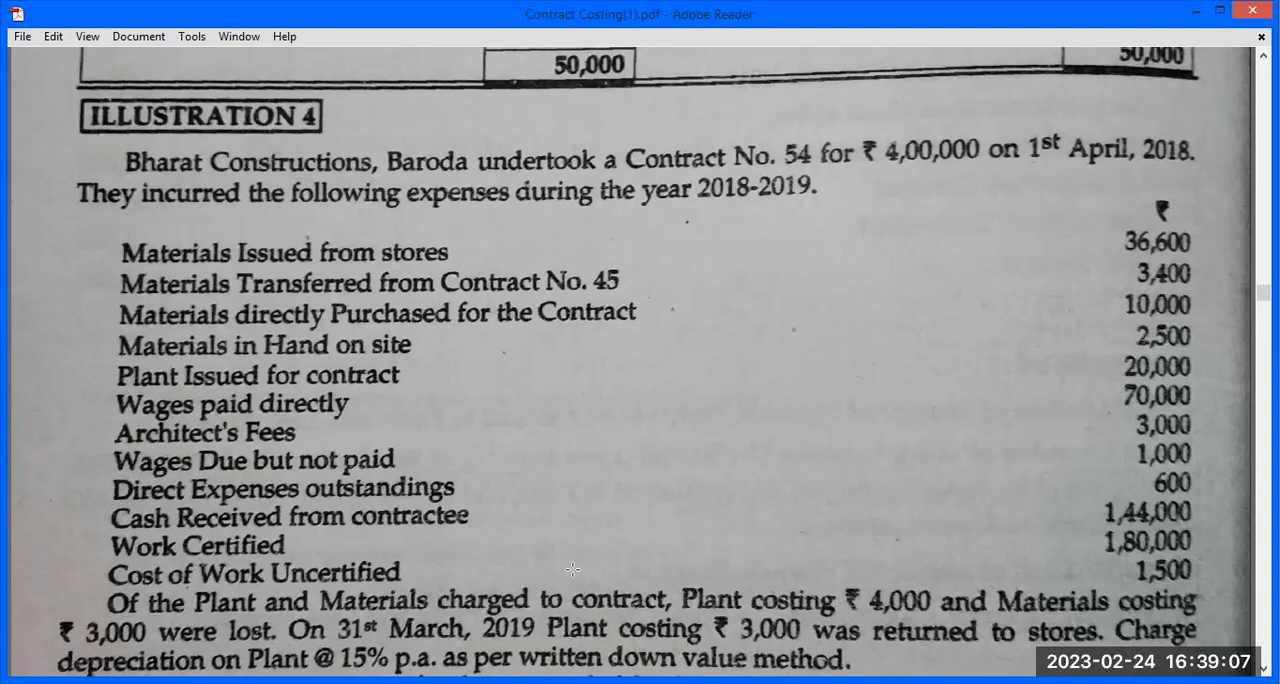 Contract Costing(1).pdf - Adobe Reader
File Edit View Document Tools Window Help
50,000 50,000
ILLUSTRATION 4
Bharat Constructions, Baroda undertook a Contract No. 54 for ₹ 4,00,000 on 1st April, 2018.
They incurred the following expenses during the year 2018-2019.
₹
Materials Issued from stores 36,600
Materials Transferred from Contract No. 45 3,400
Materials directly Purchased for the Contract 10,000
Materials in Hand on site 2,500
Plant Issued for contract 20,000
Wages paid directly 70,000
Architect's Fees 3,000
Wages Due but not paid 1,000
Direct Expenses outstandings 600
Cash Received from contractee 1,44,000
Work Certified 1,80,000
Cost of Work Uncertified 1,500
Of the Plant and Materials charged to contract, Plant costing ₹ 4,000 and Materials costing
₹ 3,000 were lost. On 31st March, 2019 Plant costing ₹ 3,000 was returned to stores. Charge
depreciation on Plant @ 15% p.a. as per written down value method.
2023-02-24 16:39:07